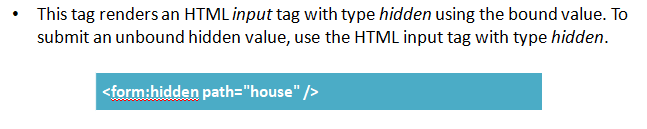 • This tag renders an HTML input tag with type hidden using the bound value. To
submit an unbound hidden value, use the HTML input tag with type hidden.
<form:hidden path="house" />